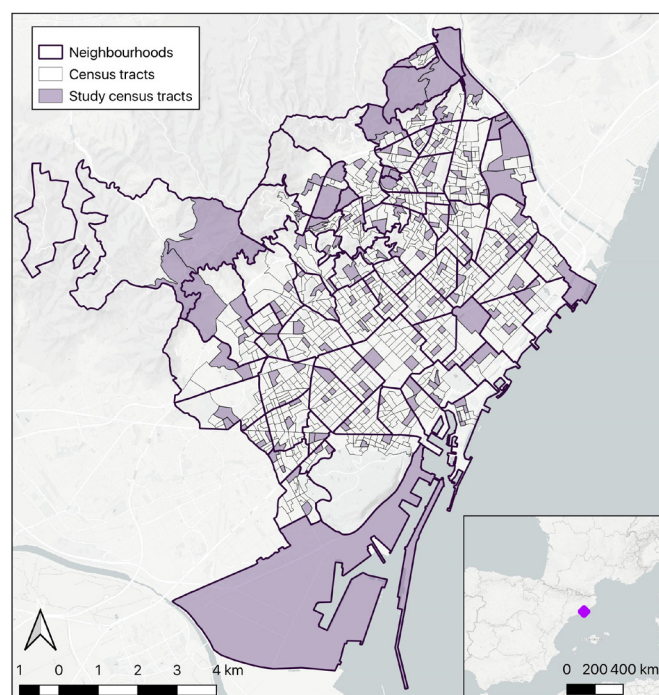 Neighbourhoods
Census tracts
Study census tracts
1 0 1 2 3 4 km
0 200 400 km